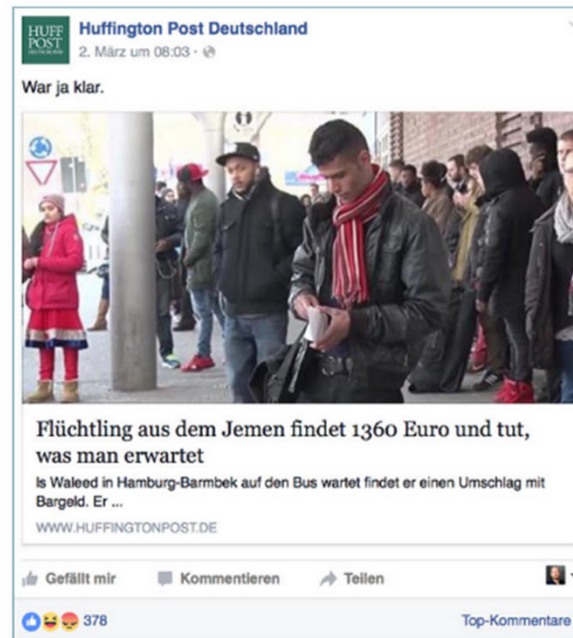 HUFF
POST
DEUTSCHLAND
Huffington Post Deutschland
2. März um 08:03 ·
War ja klar.
Flüchtling aus dem Jemen findet 1360 Euro und tut,
was man erwartet
ls Waleed in Hamburg-Barmbek auf den Bus wartet findet er einen Umschlag mit
Bargeld. Er ...
WWW.HUFFINGTONPOST.DE
Gefällt mir
Kommentieren
Teilen
378
Top-Kommentare